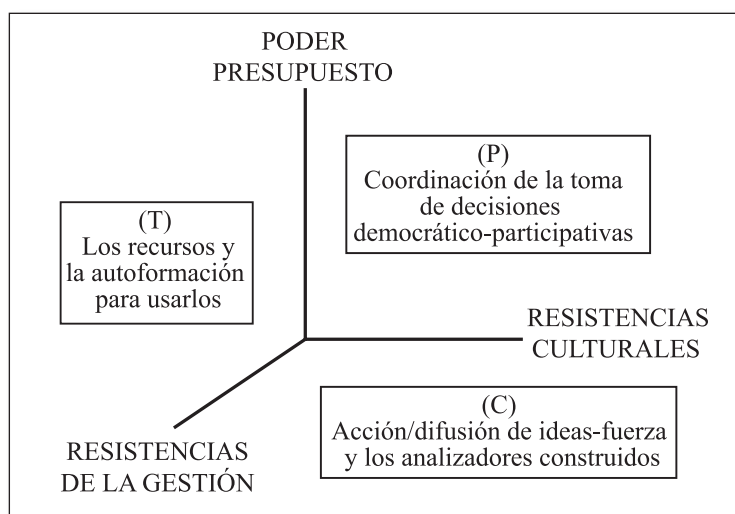 PODER
PRESUPUESTO
(P)
Coordinación de la toma
de decisiones
democrático-participativas
(T)
Los recursos y
la autoformación
para usarlos
RESISTENCIAS
CULTURALES
(C)
Acción/difusión de ideas-fuerza
y los analizadores construidos
RESISTENCIAS
DE LA GESTIÓN